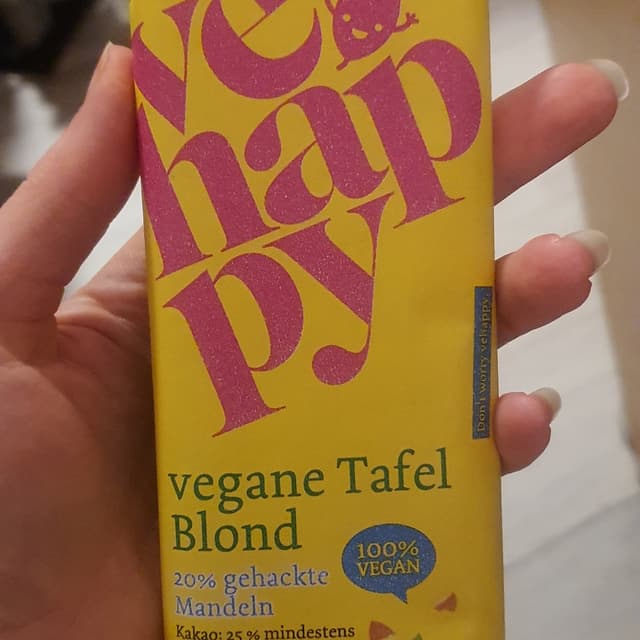 ve
hap
py
vegane Tafel
Blond
100%
VEGAN
20% gehackte
Mandeln
Kakao: 25 % mindestens
Don't worry vehappy.